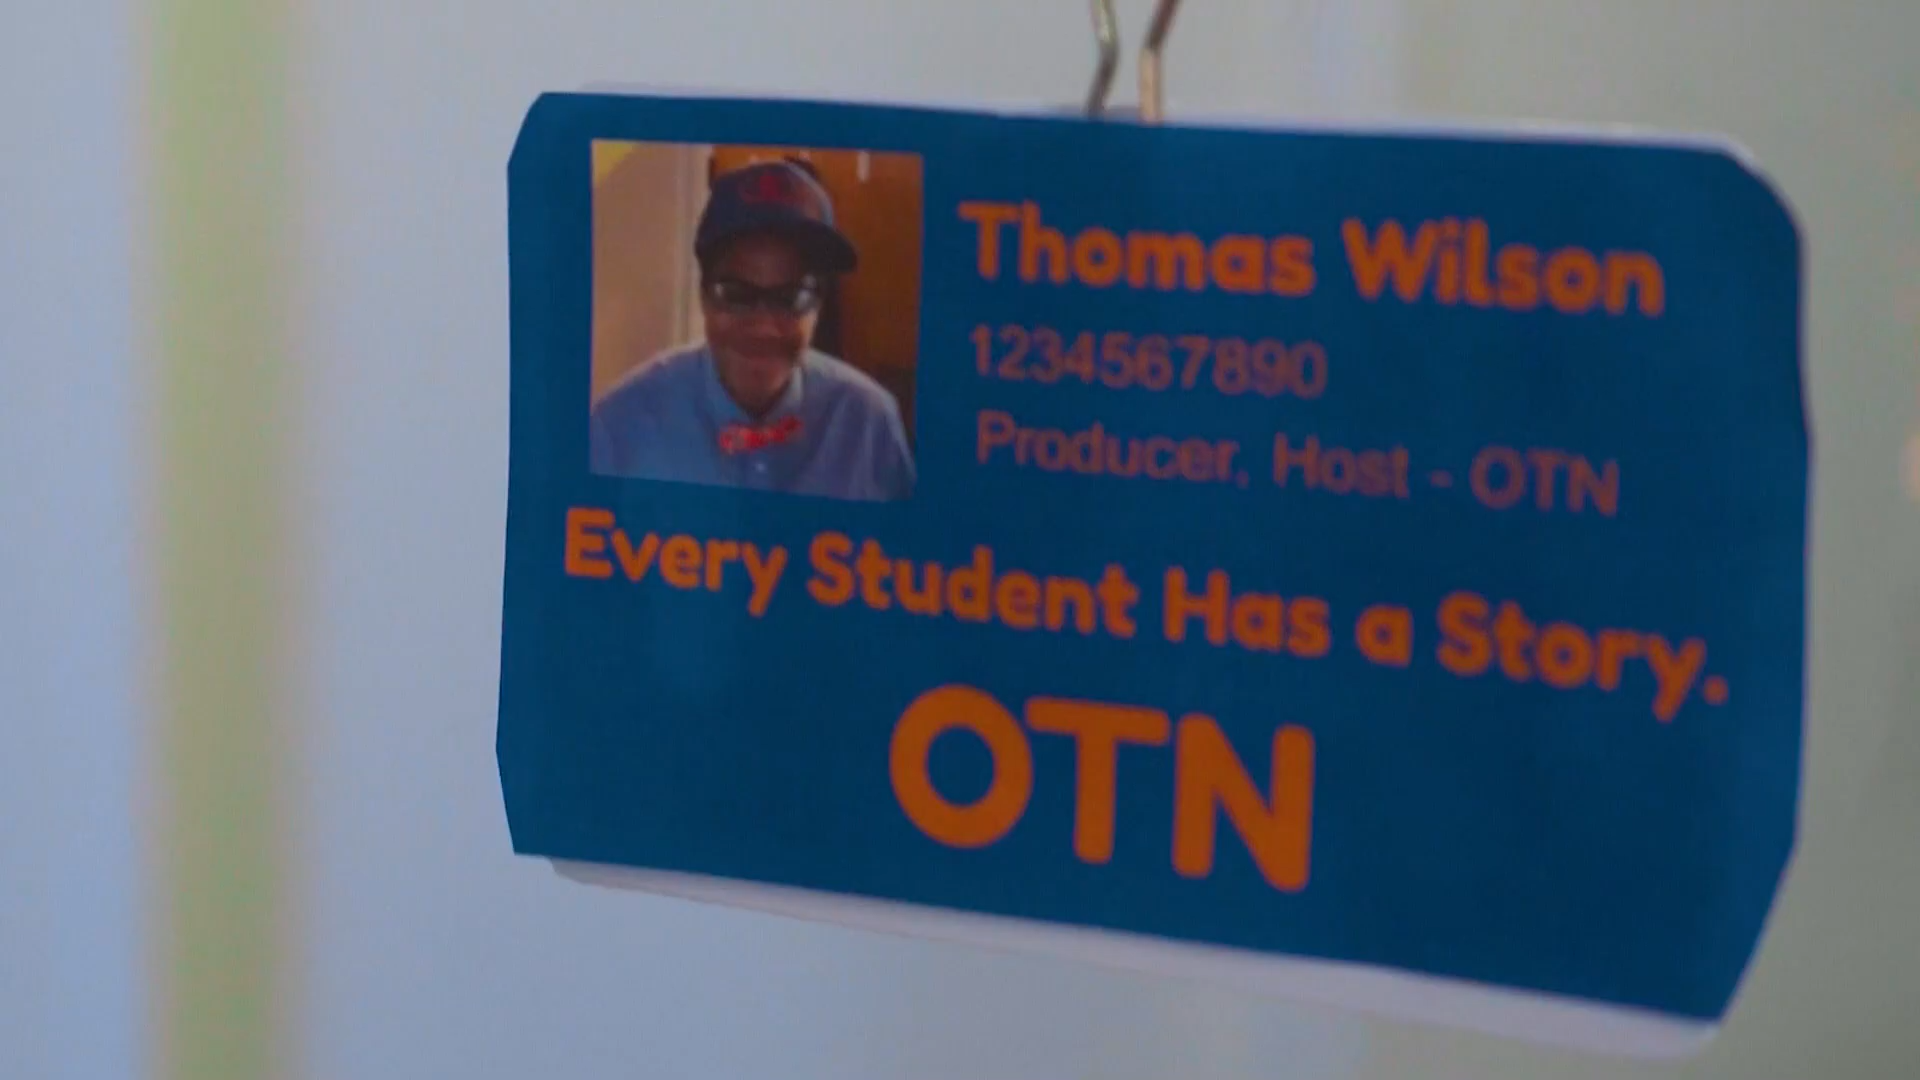 Thomas Wilson
1234567890
Producer, Host - OTN
Every Student Has a Story.
OTN